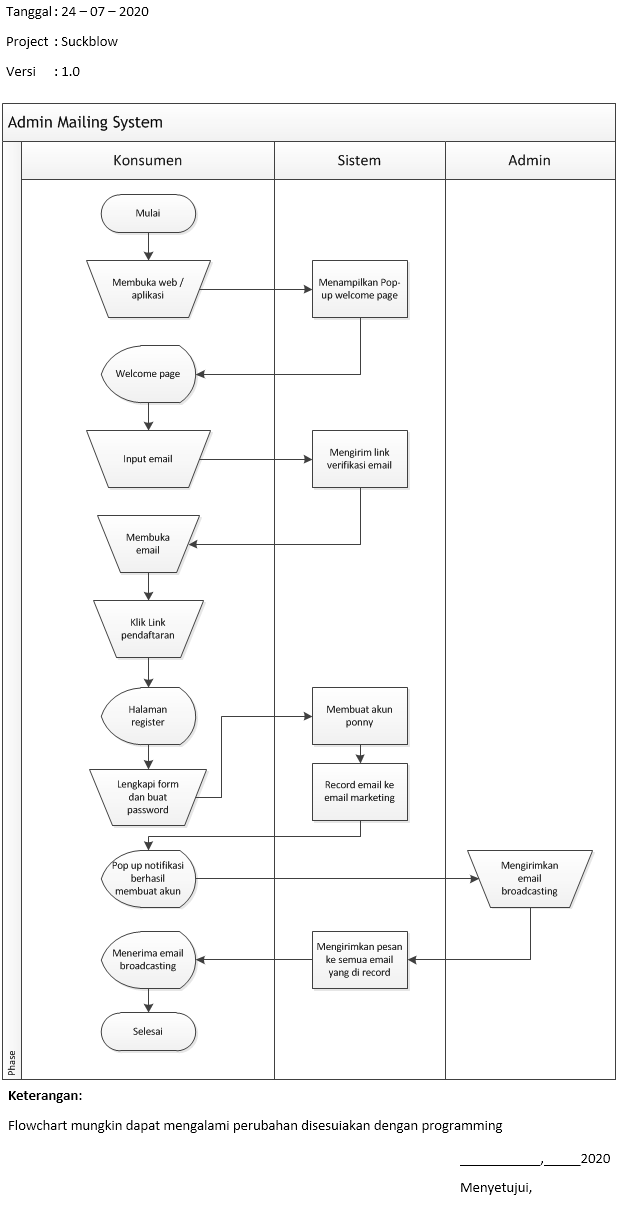 Tanggal : 24 – 07 – 2020
Project : Suckblow
Versi : 1.0
Admin Mailing System
Konsumen
Sistem
Admin
Mulai
Membuka web /
aplikasi
Menampilkan Pop-
up welcome page
Welcome page
Input email
Mengirim link
verifikasi email
Membuka
email
Klik Link
pendaftaran
Halaman
register
Membuat akun
ponny
Lengkapi form
dan buat
password
Record email ke
email marketing
Pop up notifikasi
berhasil
membuat akun
Mengirimkan
email
broadcasting
Menerima email
broadcasting
Mengirimkan pesan
ke semua email
yang di record
Selesai
Phase
Keterangan:
Flowchart mungkin dapat mengalami perubahan disesuiakan dengan programming
___________,_____2020
Menyetujui,